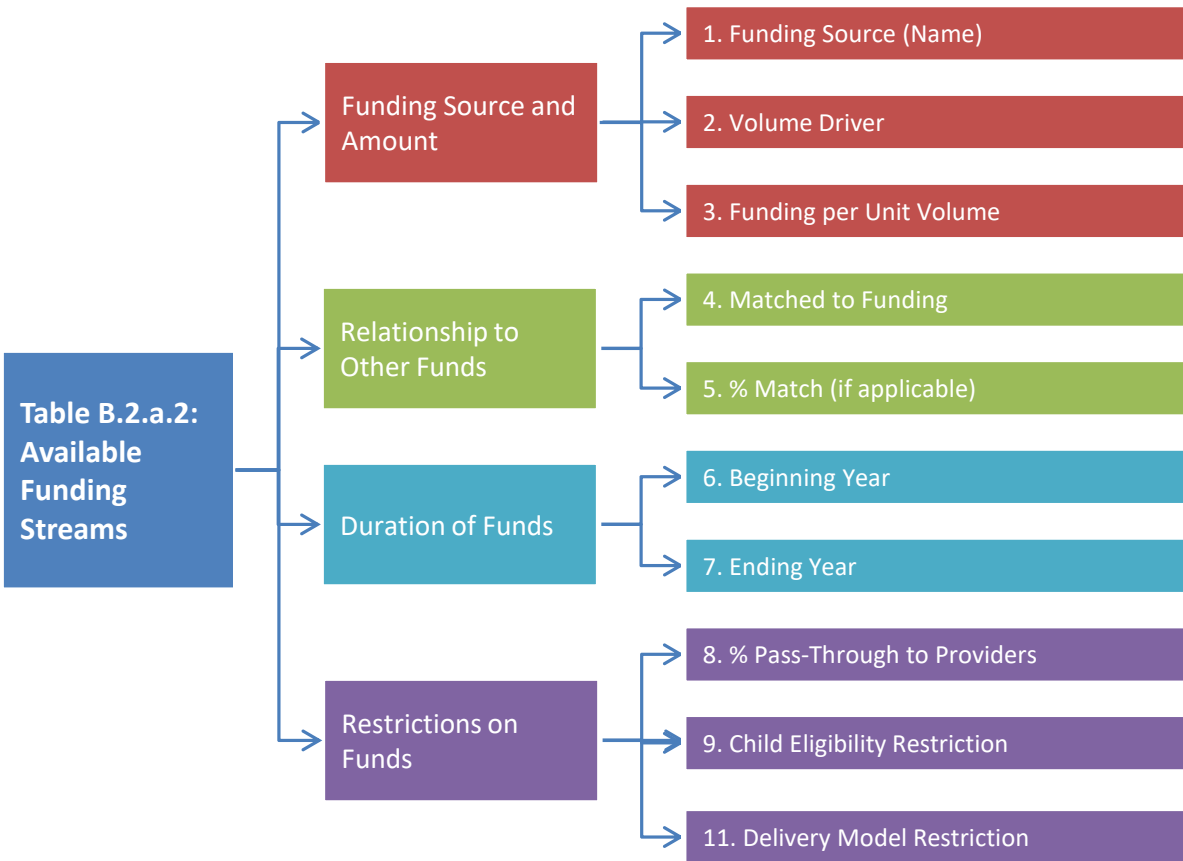 Table B.2.a.2:
Available
Funding
Streams
Funding Source and
Amount
1. Funding Source (Name)
2. Volume Driver
3. Funding per Unit Volume
Relationship to
Other Funds
4. Matched to Funding
5. % Match (if applicable)
Duration of Funds
6. Beginning Year
7. Ending Year
Restrictions on
Funds
8. % Pass-Through to Providers
9. Child Eligibility Restriction
11. Delivery Model Restriction